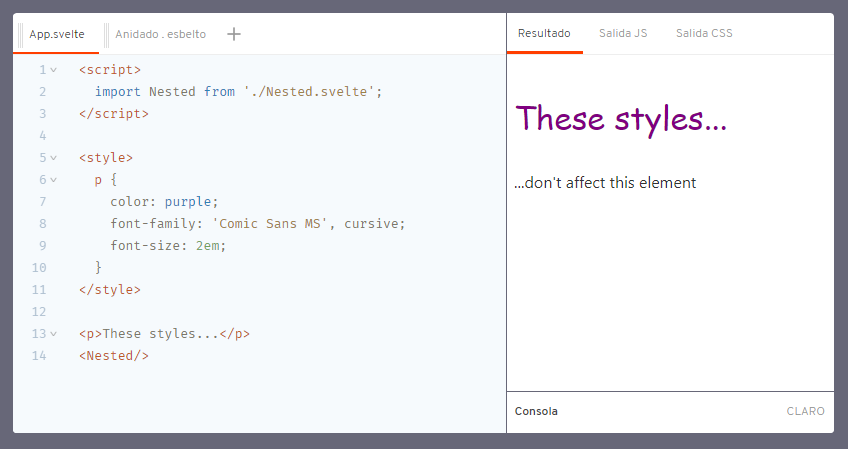 App.svelte
Anidado . esbelto
+
1 <script>
2 import Nested from './Nested.svelte';
3 </script>
4
5 <style>
6 p {
7 color: purple;
8 font-family: 'Comic Sans MS', cursive;
9 font-size: 2em;
10 }
11 </style>
12
13 <p>These styles...</p>
14 <Nested/>
Resultado
Salida JS
Salida CSS
These styles...
...don't affect this element
Consola
CLARO